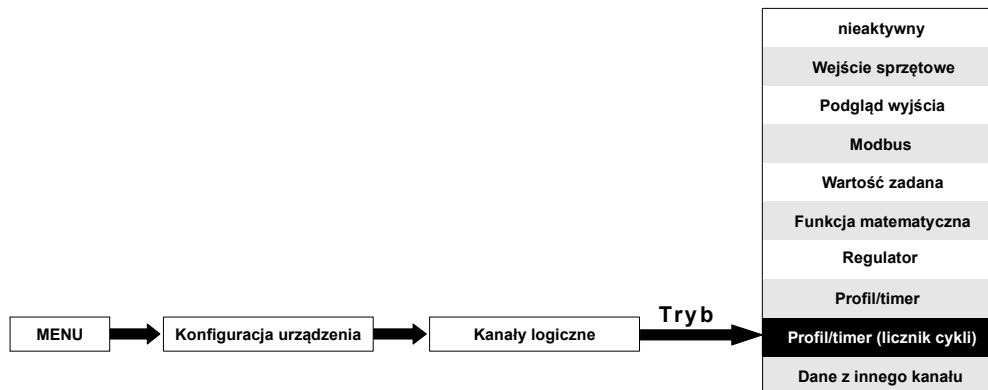 nieaktywny
Wejście sprzętowe
Podgląd wyjścia
Modbus
Wartość zadana
Funkcja matematyczna
Regulator
Profil/timer
Tryb
MENU
Konfiguracja urządzenia
Kanały logiczne
Profil/timer (licznik cykli)
Dane z innego kanału